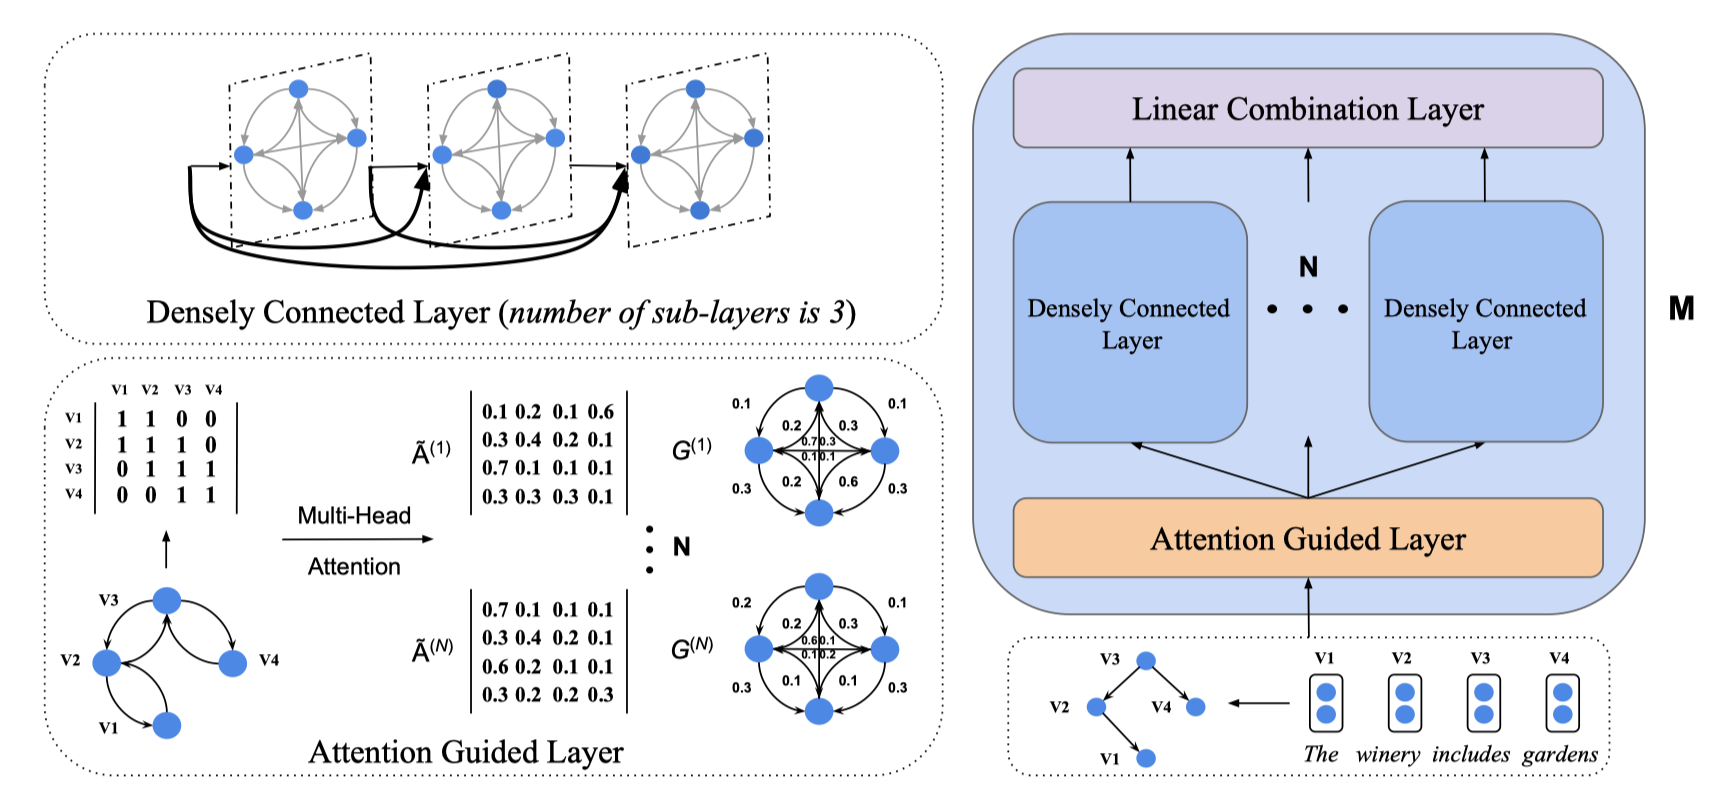 Densely Connected Layer (number of sub-layers is 3)
V1 V2 V3 V4
V1 1 1 0 0
V2 1 1 1 0
V3 0 1 1 1
V4 0 0 1 1
Multi-Head
Attention
V3
V2
V4
V1
Ã(1)
0.1 0.2 0.1 0.6
0.3 0.4 0.2 0.1
0.7 0.1 0.1 0.1
0.3 0.3 0.3 0.1
G(1)
0.1 0.1
0.2 0.3
0.7 0.3
0.1 0.1
0.2 0.6
0.3 0.3
N
Ã(N)
0.7 0.1 0.1 0.1
0.3 0.4 0.2 0.1
0.6 0.2 0.1 0.1
0.3 0.2 0.2 0.3
G(N)
0.2 0.1
0.2 0.3
0.6 0.1
0.1 0.2
0.1 0.1
0.3 0.3
Attention Guided Layer
Linear Combination Layer
Densely Connected
Layer
N
Densely Connected
Layer
M
Attention Guided Layer
V3
V2
V4
V1
V1 V2 V3 V4
The winery includes gardens